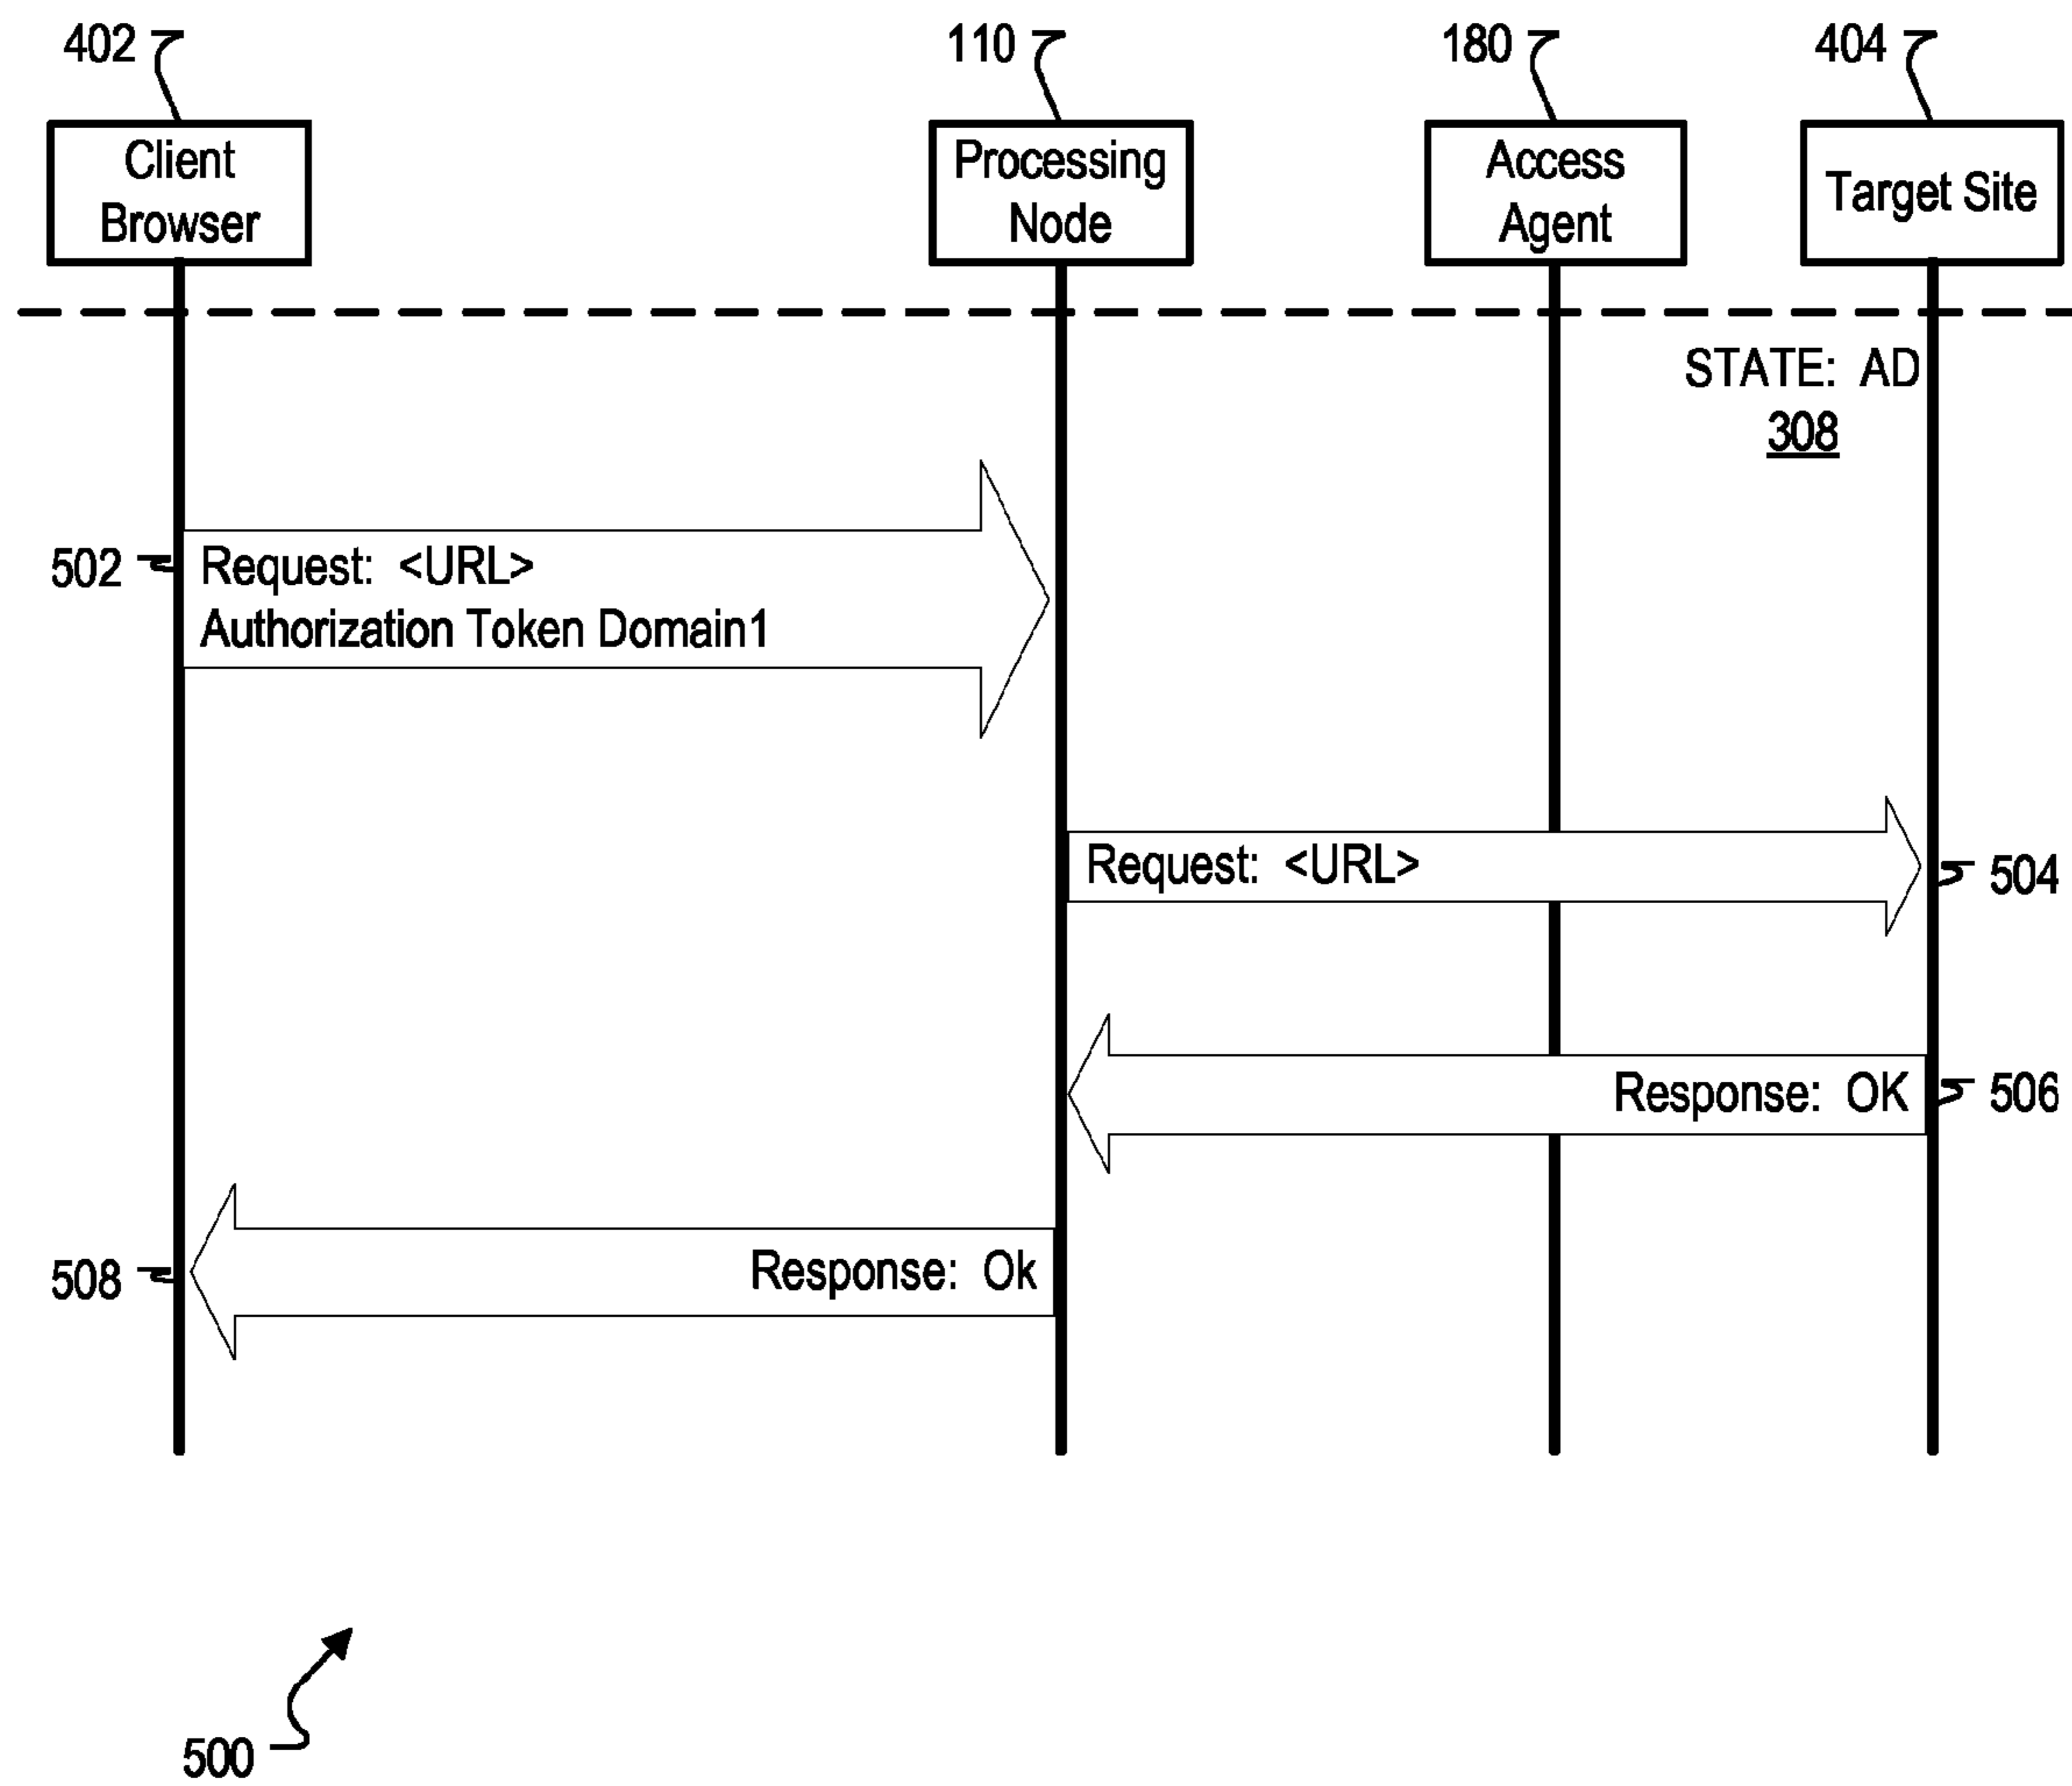 402
110
180
404
Client
Browser
Processing
Node
Access
Agent
Target Site
STATE: AD
308
502
Request: <URL>
Authorization Token Domain1
Request: <URL>
504
Response: OK
506
508
Response: Ok
500